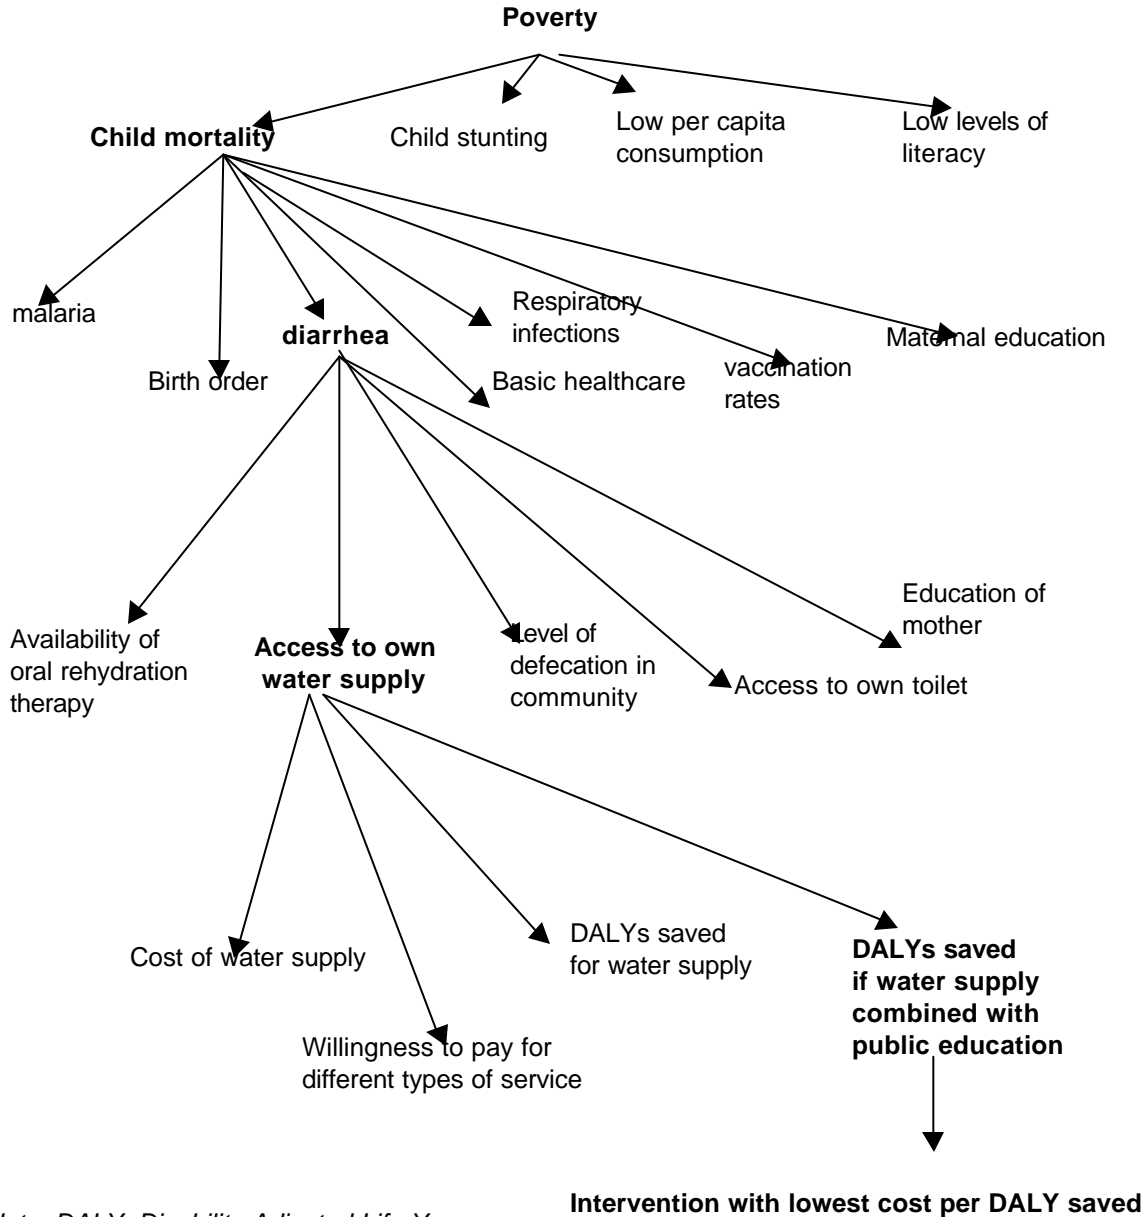 Poverty
Child mortality
Child stunting
Low per capita
consumption
Low levels of
literacy
malaria
Birth order
diarrhea
Respiratory
infections
Basic healthcare
vaccination
rates
Maternal education
Availability of
oral rehydration
therapy
Access to own
water supply
Level of
defecation in
community
Access to own toilet
Education of
mother
Cost of water supply
Willingness to pay for
different types of service
DALYs saved
for water supply
DALYs saved
if water supply
combined with
public education
Intervention with lowest cost per DALY saved
DALY: Disability Adjusted Life Y